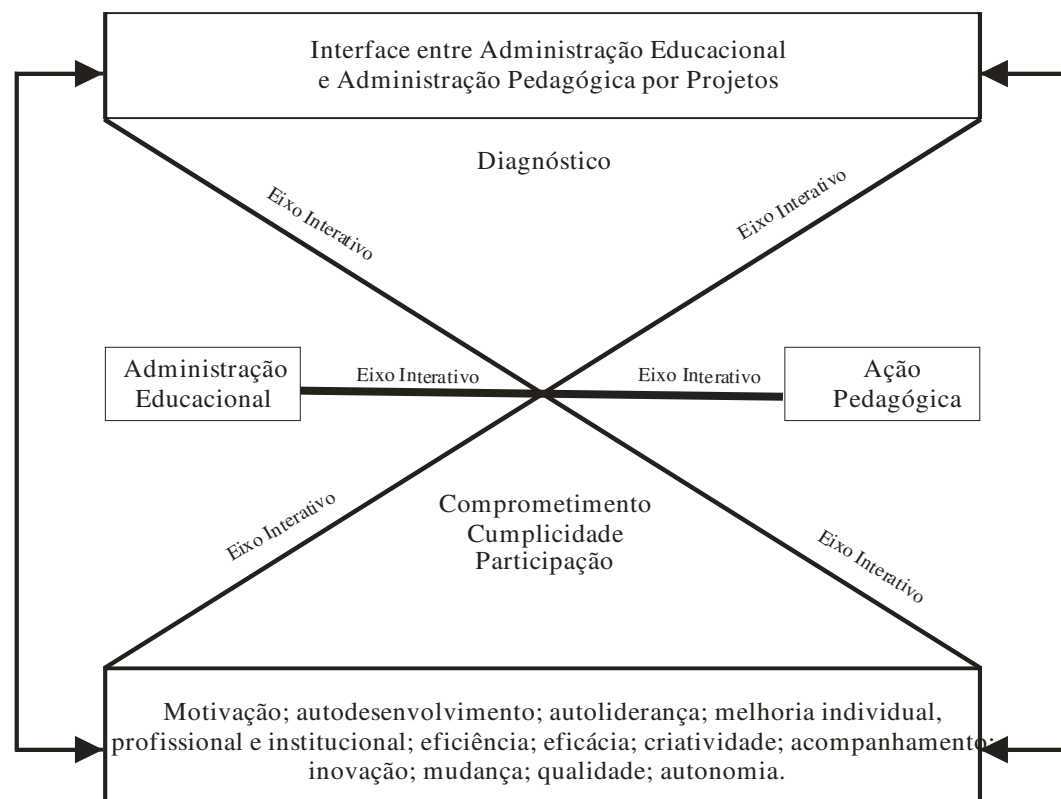 Interface entre Administração Educacional
e Administração Pedagógica por Projetos
Diagnóstico
Eixo Interativo
Eixo Interativo
Administração
Educacional
Eixo Interativo
Eixo Interativo
Ação
Pedagógica
Comprometimento
Cumplicidade
Participação
Eixo Interativo
Eixo Interativo
Motivação; autodesenvolvimento; autoliderança; melhoria individual,
profissional e institucional; eficiência; eficácia; criatividade; acompanhamento;
inovação; mudança; qualidade; autonomia.